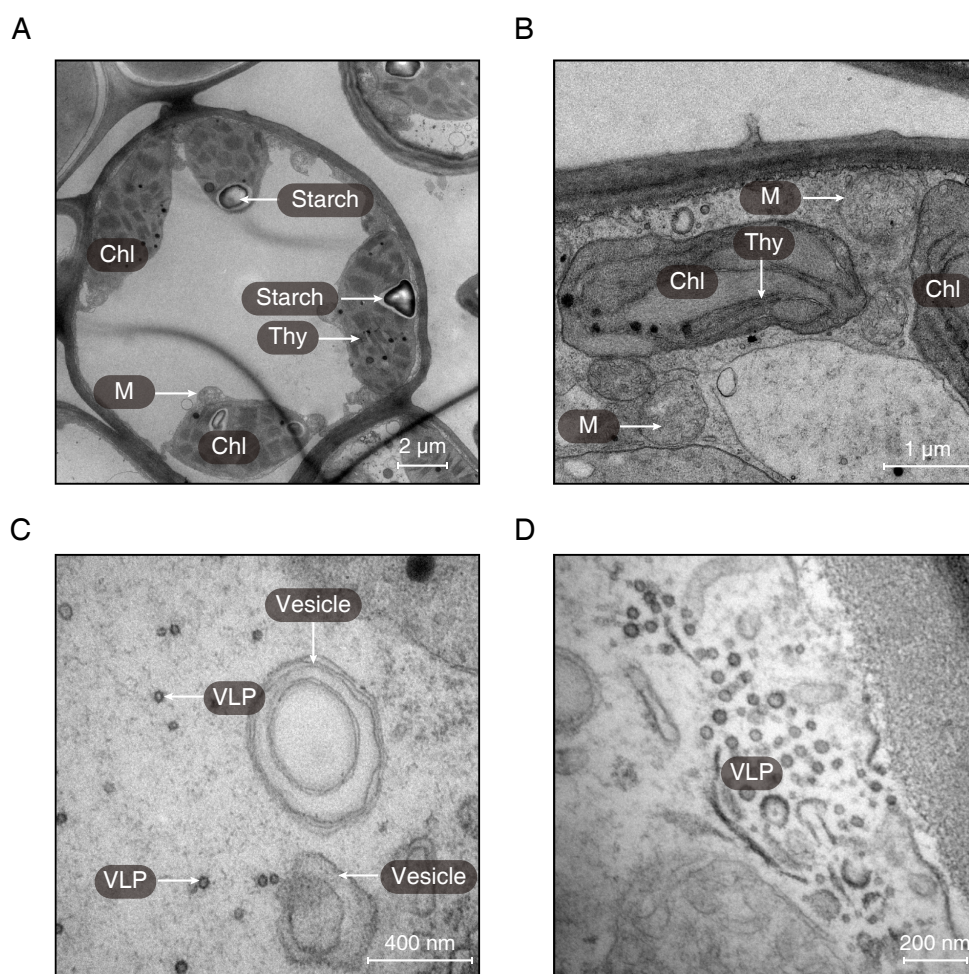 A
B
Starch
Chl
Starch
Thy
M
Chl
2 µm
M
Thy
Chl
Chl
M
1 µm
C
D
Vesicle
VLP
VLP
Vesicle
400 nm
VLP
200 nm